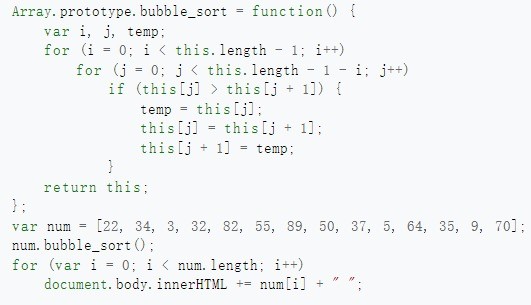 Array.prototype.bubble_sort = function() {
    var i, j, temp;
    for (i = 0; i < this.length - 1; i++)
        for (j = 0; j < this.length - 1 - i; j++)
            if (this[j] > this[j + 1]) {
                temp = this[j];
                this[j] = this[j + 1];
                this[j + 1] = temp;
            }
    return this;
};
var num = [22, 34, 3, 32, 82, 55, 89, 50, 37, 5, 64, 35, 9, 70];
num.bubble_sort();
for (var i = 0; i < num.length; i++)
    document.body.innerHTML += num[i] + " ";